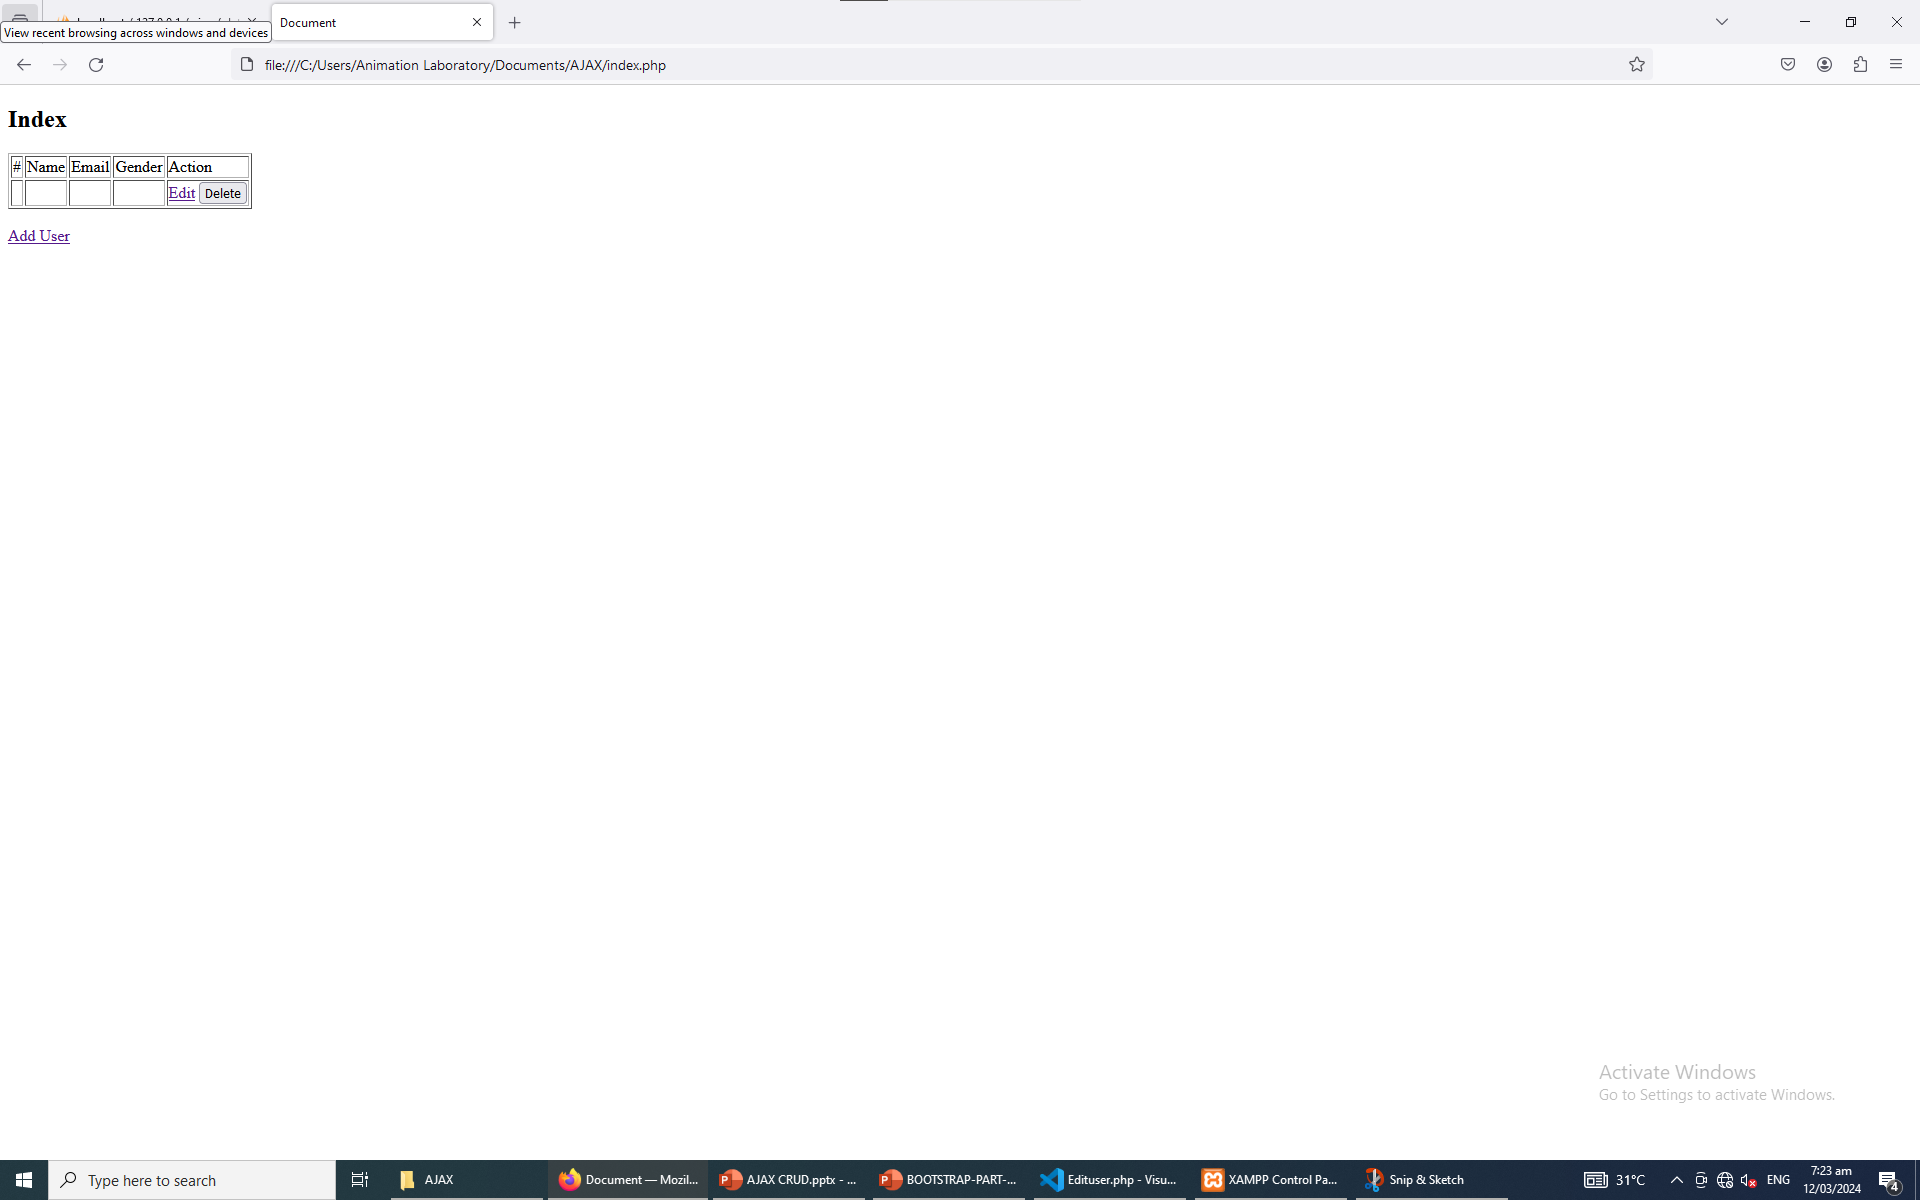 Document
View recent browsing across windows and devices
file:///C:/Users/Animation Laboratory/Documents/AJAX/index.php
Index
# Name Email Gender Action
Edit Delete
Add User
Activate Windows
Go to Settings to activate Windows.
Type here to search
AJAX
Document — Mozil...
AJAX CRUD.pptx - ...
BOOTSTRAP-PART-...
Edituser.php - Visu...
XAMPP Control Pa...
Snip & Sketch
31°C
ENG
7:23 am
12/03/2024
4